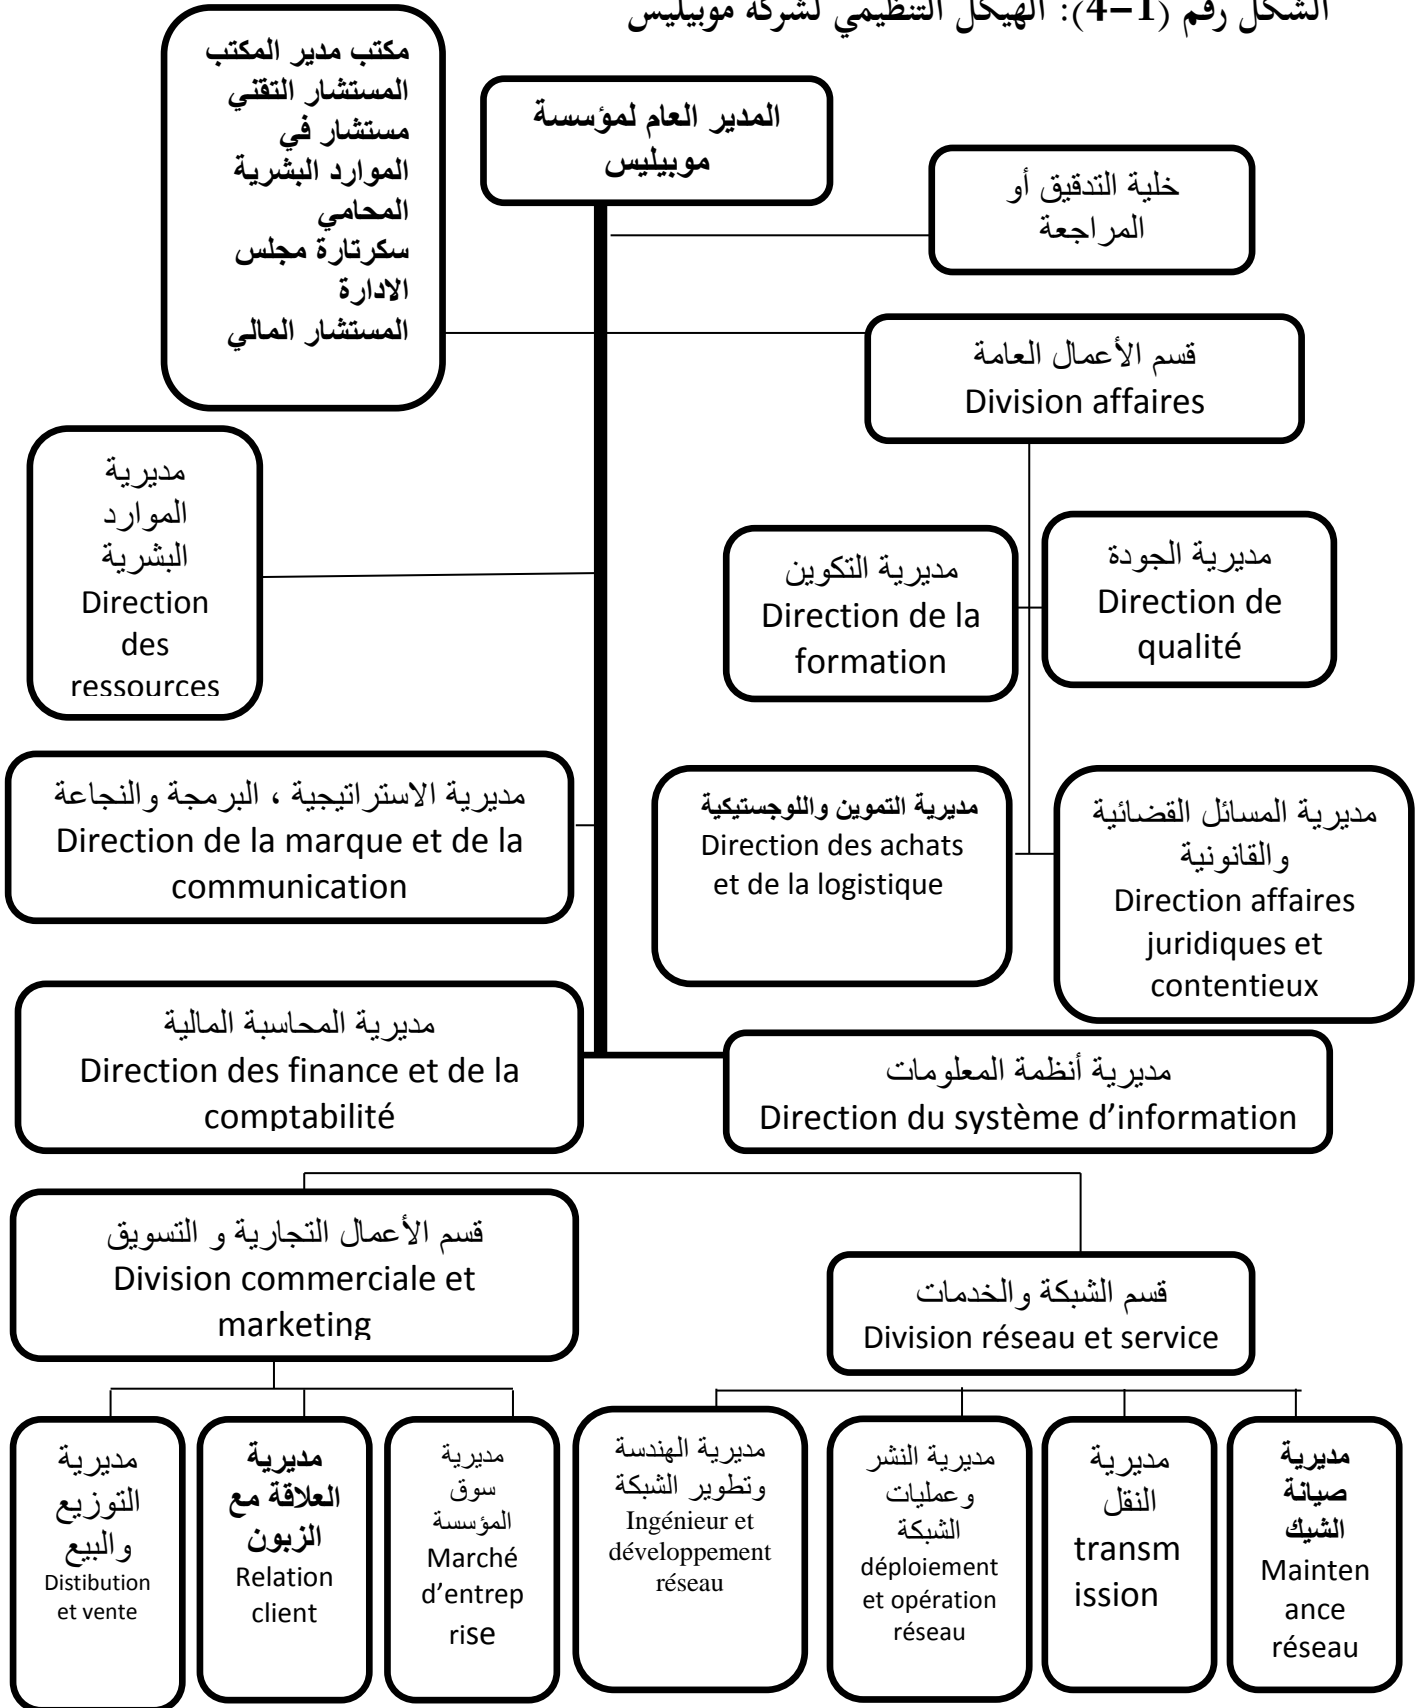 الشكل رقم (1-4): الهيكل التنظيمي لشركة موبيليس
مكتب مدير المكتب
المستشار التقني
مستشار في
الموارد البشرية
المحامي
سكرتارة مجلس
الادارة
المستشار المالي
المدير العام لمؤسسة
موبيليس
خلية التدقيق أو
المراجعة
قسم الأعمال العامة
Division affaires
مديرية
الموارد
البشرية
Direction
des
ressources
مديرية التكوين
Direction de la
formation
مديرية الجودة
Direction de
qualité
مديرية الاستراتيجية ، البرمجة والنجاعة
Direction de la marque et de la
communication
مديرية التموين واللوجستيكية
Direction des achats
et de la logistique
مديرية المسائل القضائية
والقانونية
Direction affaires
juridiques et
contentieux
مديرية المحاسبة المالية
Direction des finance et de la
comptabilité
مديرية أنظمة المعلومات
Direction du système d’information
قسم الأعمال التجارية و التسويق
Division commerciale et
marketing
قسم الشبكة والخدمات
Division réseau et service
مديرية
التوزيع
والبيع
Distibution
et vente
مديرية
العلاقة مع
الزبون
Relation
client
مديرية
سوق
المؤسسة
Marché
d’entrep
rise
مديرية الهندسة
وتطوير الشبكة
Ingénieur et
développement
réseau
مديرية النشر
وعمليات
الشبكة
déploiement
et opération
réseau
مديرية
النقل
transm
ission
مديرية
صيانة
الشيك
Mainten
ance
réseau